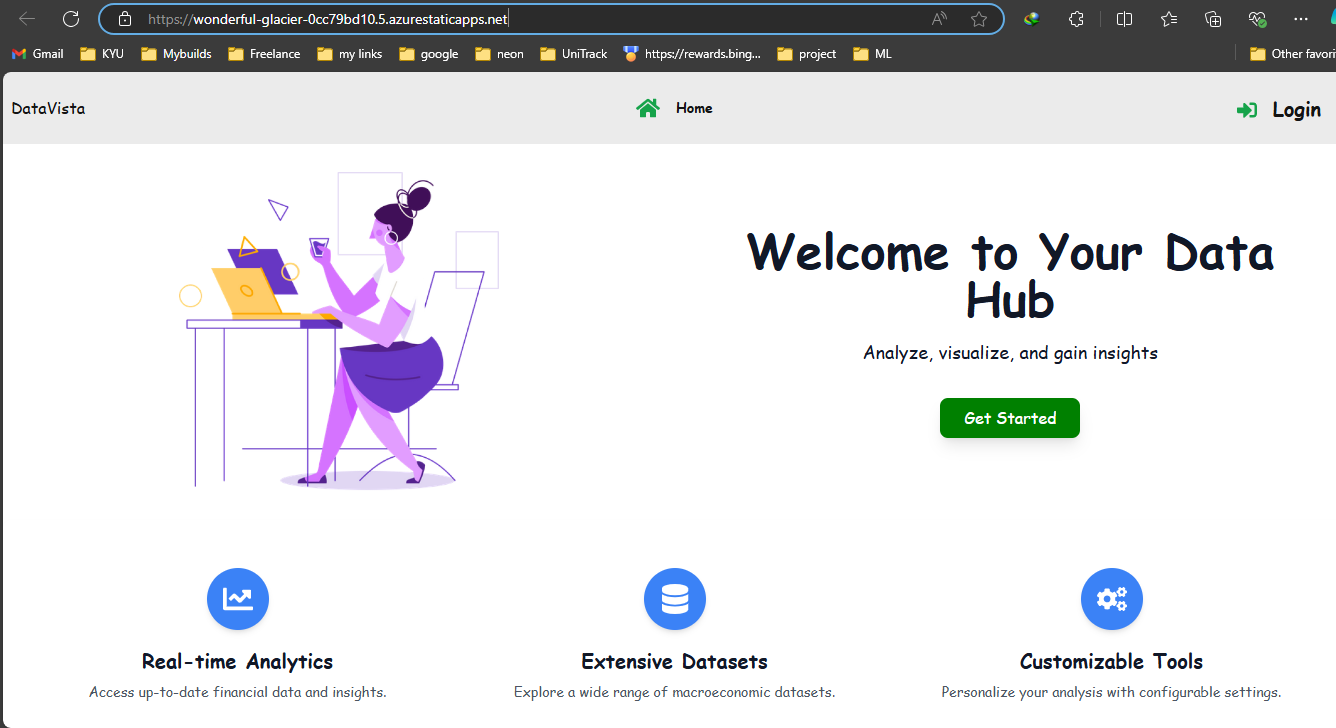 https://wonderful-glacier-0cc79bd10.5.azurestaticapps.net
Gmail KYU Mybuilds Freelance my links google neon UniTrack https://rewards.bing... project ML Other favori
DataVista Home Login
Welcome to Your Data
Hub
Analyze, visualize, and gain insights
Get Started
Real-time Analytics Extensive Datasets Customizable Tools
Access up-to-date financial data and insights. Explore a wide range of macroeconomic datasets. Personalize your analysis with configurable settings.